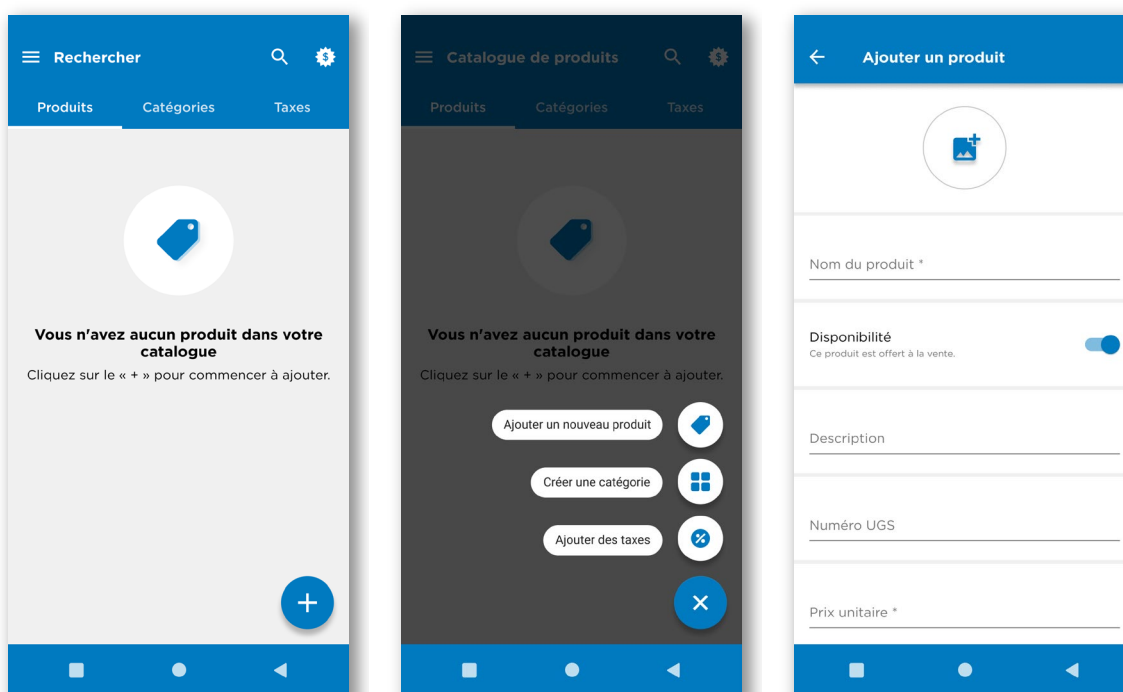 Rechercher
Produits Catégories Taxes
Vous n'avez aucun produit dans votre
catalogue
Cliquez sur le « + » pour commencer à ajouter.
Catalogue de produits
Produits Catégories Taxes
Vous n'avez aucun produit dans votre
catalogue
Cliquez sur le « + » pour commencer à ajouter.
Ajouter un nouveau produit
Créer une catégorie
Ajouter des taxes
Ajouter un produit
Nom du produit *
Disponibilité
Ce produit est offert à la vente.
Description
Numéro UGS
Prix unitaire *